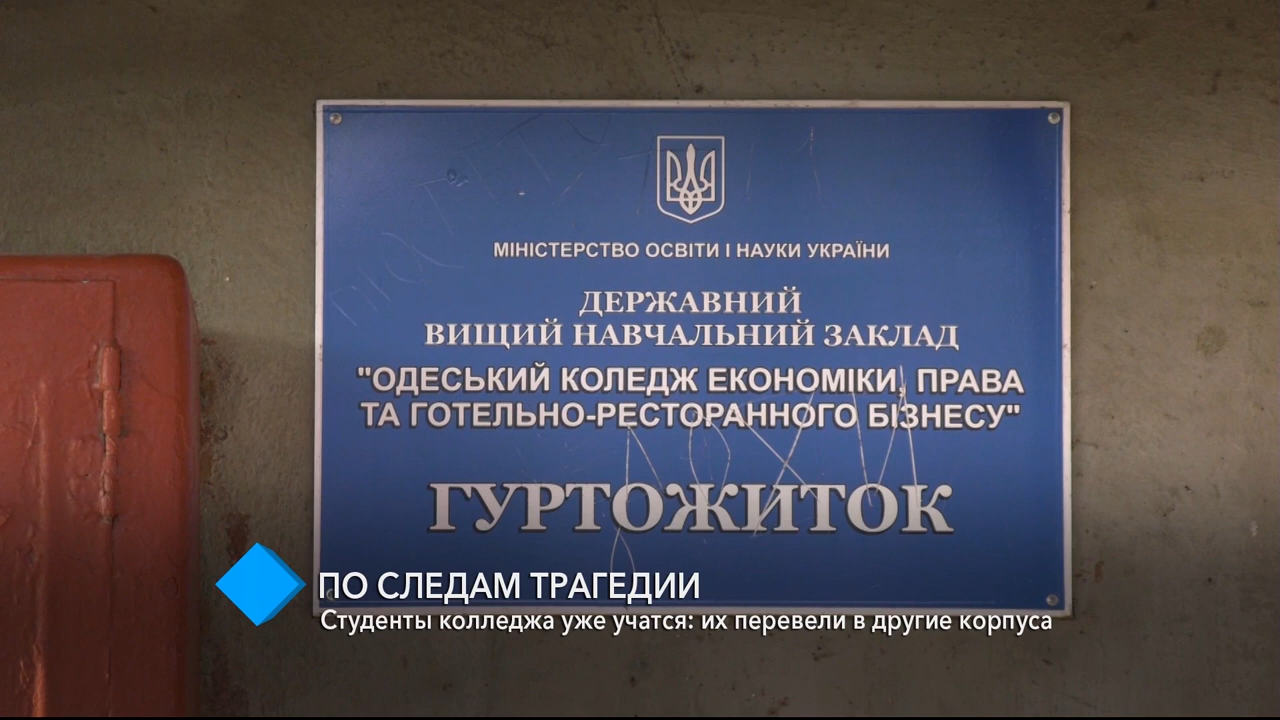 МІНІСТЕРСТВО ОСВІТИ І НАУКИ УКРАЇНИ
ДЕРЖАВНИЙ
ВИЩИЙ НАВЧАЛЬНИЙ ЗАКЛАД
"ОДЕСЬКИЙ КОЛЕДЖ ЕКОНОМІКИ, ПРАВА
ТА ГОТЕЛЬНО-РЕСТОРАННОГО БІЗНЕСУ"
ГУРТОЖИТОК
ПО СЛЕДАМ ТРАГЕДИИ
Студенты колледжа уже учатся: их перевели в другие корпуса